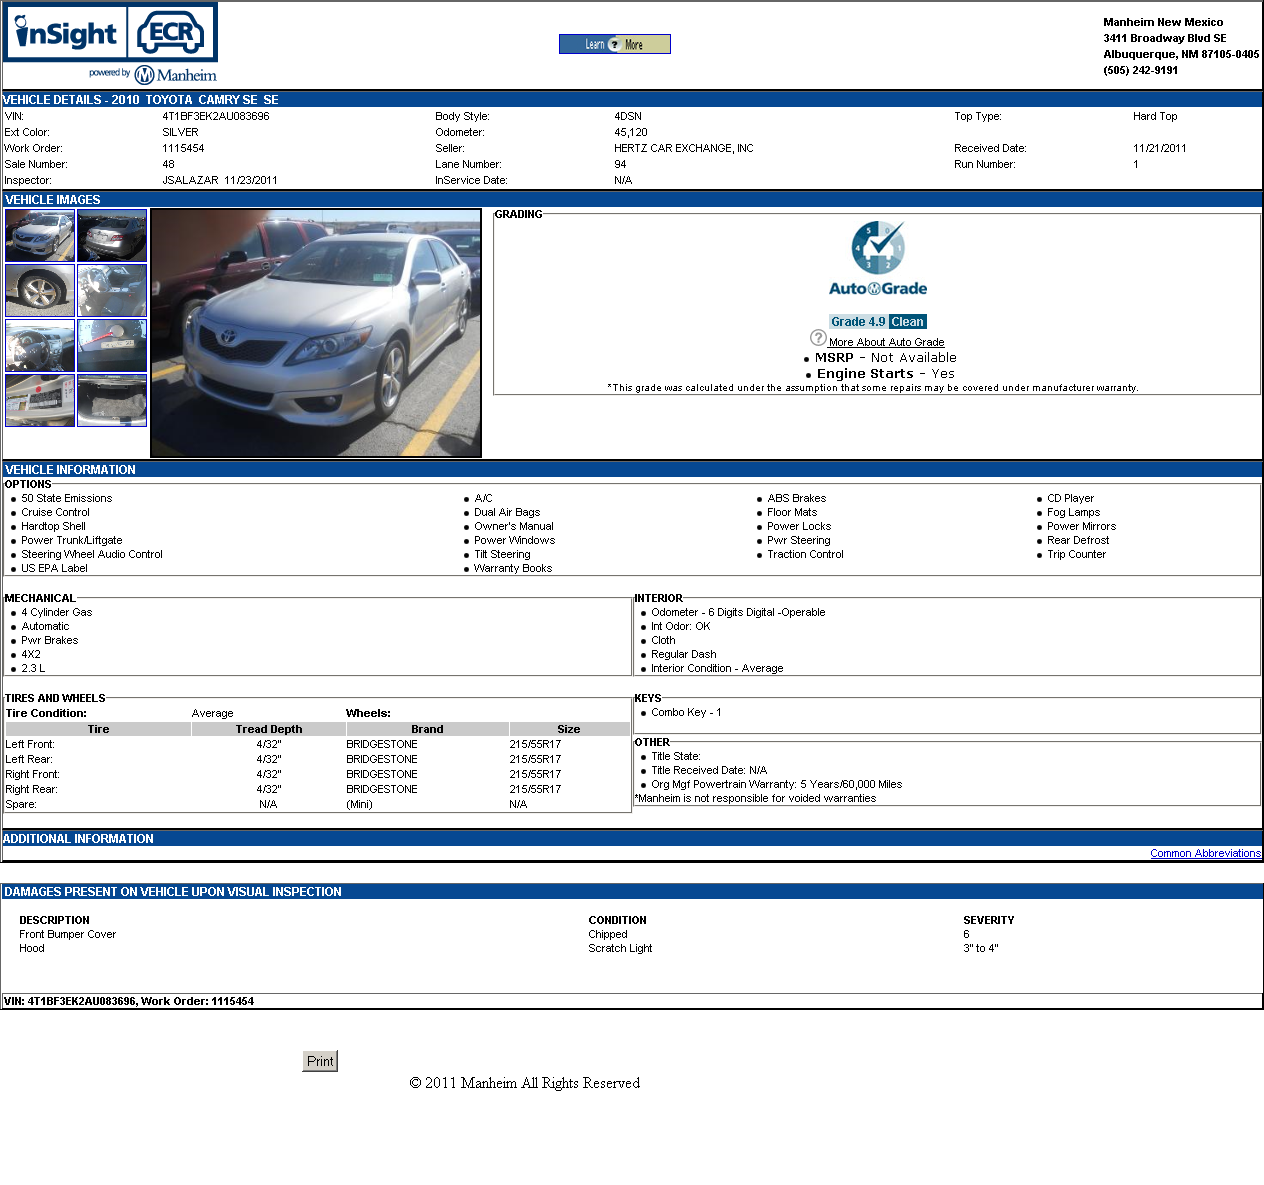 inSight ECR
powered by Manheim
Learn ? More
Manheim New Mexico
3411 Broadway Blvd SE
Albuquerque, NM 87105-0405
(505) 242-9191
VEHICLE DETAILS - 2010 TOYOTA CAMRY SE SE
VIN: 4T1BF3EK2AU083696 Body Style: 4DSN Top Type: Hard Top
Ext Color: SILVER Odometer: 45,120
Work Order: 1115454 Seller: HERTZ CAR EXCHANGE, INC Received Date: 11/21/2011
Sale Number: 48 Lane Number: 94 Run Number: 1
Inspector: JSALAZAR 11/23/2011 InService Date: N/A
VEHICLE IMAGES
GRADING
5 0 4 1 3 2
AutoGrade
Grade 4.9 Clean
? More About Auto Grade
• MSRP - Not Available
• Engine Starts - Yes
*This grade was calculated under the assumption that some repairs may be covered under manufacturer warranty.
VEHICLE INFORMATION
OPTIONS
• 50 State Emissions • A/C • ABS Brakes • CD Player
• Cruise Control • Dual Air Bags • Floor Mats • Fog Lamps
• Hardtop Shell • Owner's Manual • Power Locks • Power Mirrors
• Power Trunk/Liftgate • Power Windows • Pwr Steering • Rear Defrost
• Steering Wheel Audio Control • Tilt Steering • Traction Control • Trip Counter
• US EPA Label • Warranty Books
MECHANICAL
• 4 Cylinder Gas
• Automatic
• Pwr Brakes
• 4X2
• 2.3 L
INTERIOR
• Odometer - 6 Digits Digital -Operable
• Int Odor: OK
• Cloth
• Regular Dash
• Interior Condition - Average
TIRES AND WHEELS
Tire Condition: Average Wheels:
Tire Tread Depth Brand Size
Left Front: 4/32" BRIDGESTONE 215/55R17
Left Rear: 4/32" BRIDGESTONE 215/55R17
Right Front: 4/32" BRIDGESTONE 215/55R17
Right Rear: 4/32" BRIDGESTONE 215/55R17
Spare: N/A (Mini) N/A
KEYS
• Combo Key - 1
OTHER
• Title State:
• Title Received Date: N/A
• Org Mgf Powertrain Warranty: 5 Years/60,000 Miles
*Manheim is not responsible for voided warranties
ADDITIONAL INFORMATION
Common Abbreviations
DAMAGES PRESENT ON VEHICLE UPON VISUAL INSPECTION
DESCRIPTION CONDITION SEVERITY
Front Bumper Cover Chipped 6
Hood Scratch Light 3" to 4"
VIN: 4T1BF3EK2AU083696, Work Order: 1115454
Print
© 2011 Manheim All Rights Reserved